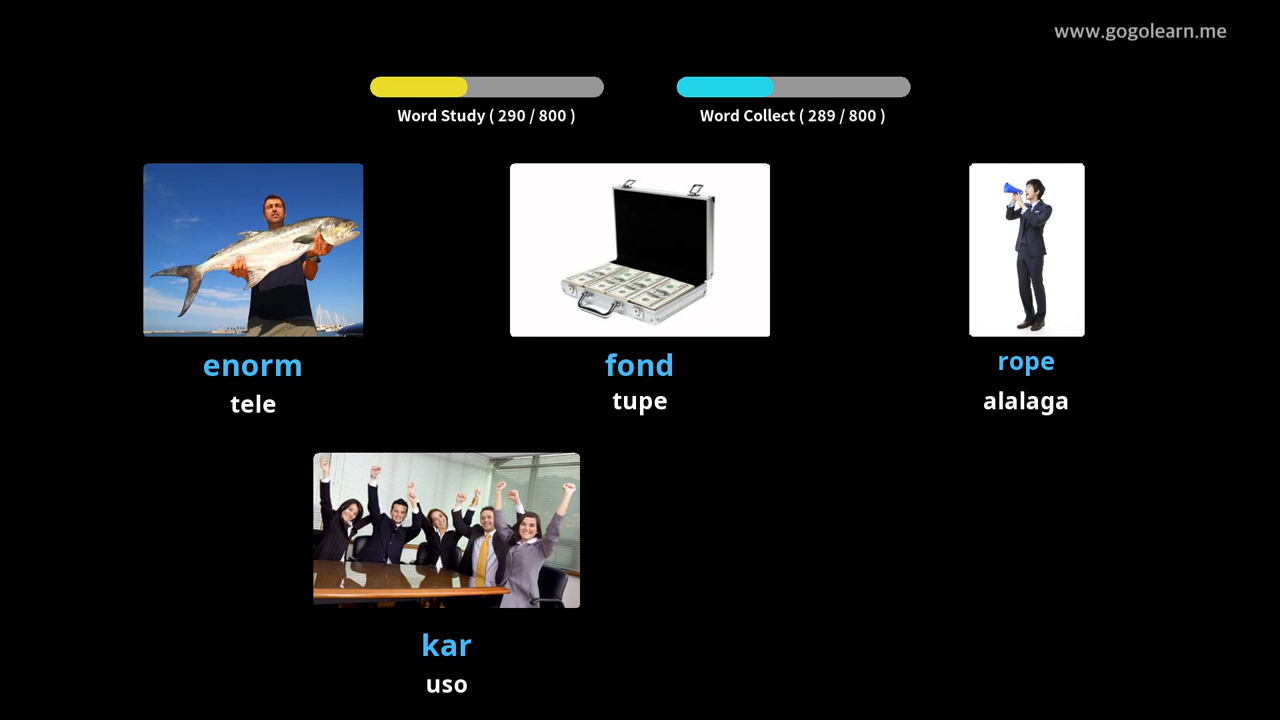 www.gogolearn.me
Word Study ( 290 / 800 )
Word Collect ( 289 / 800 )
enorm
tele
fond
tupe
rope
alalaga
kar
uso